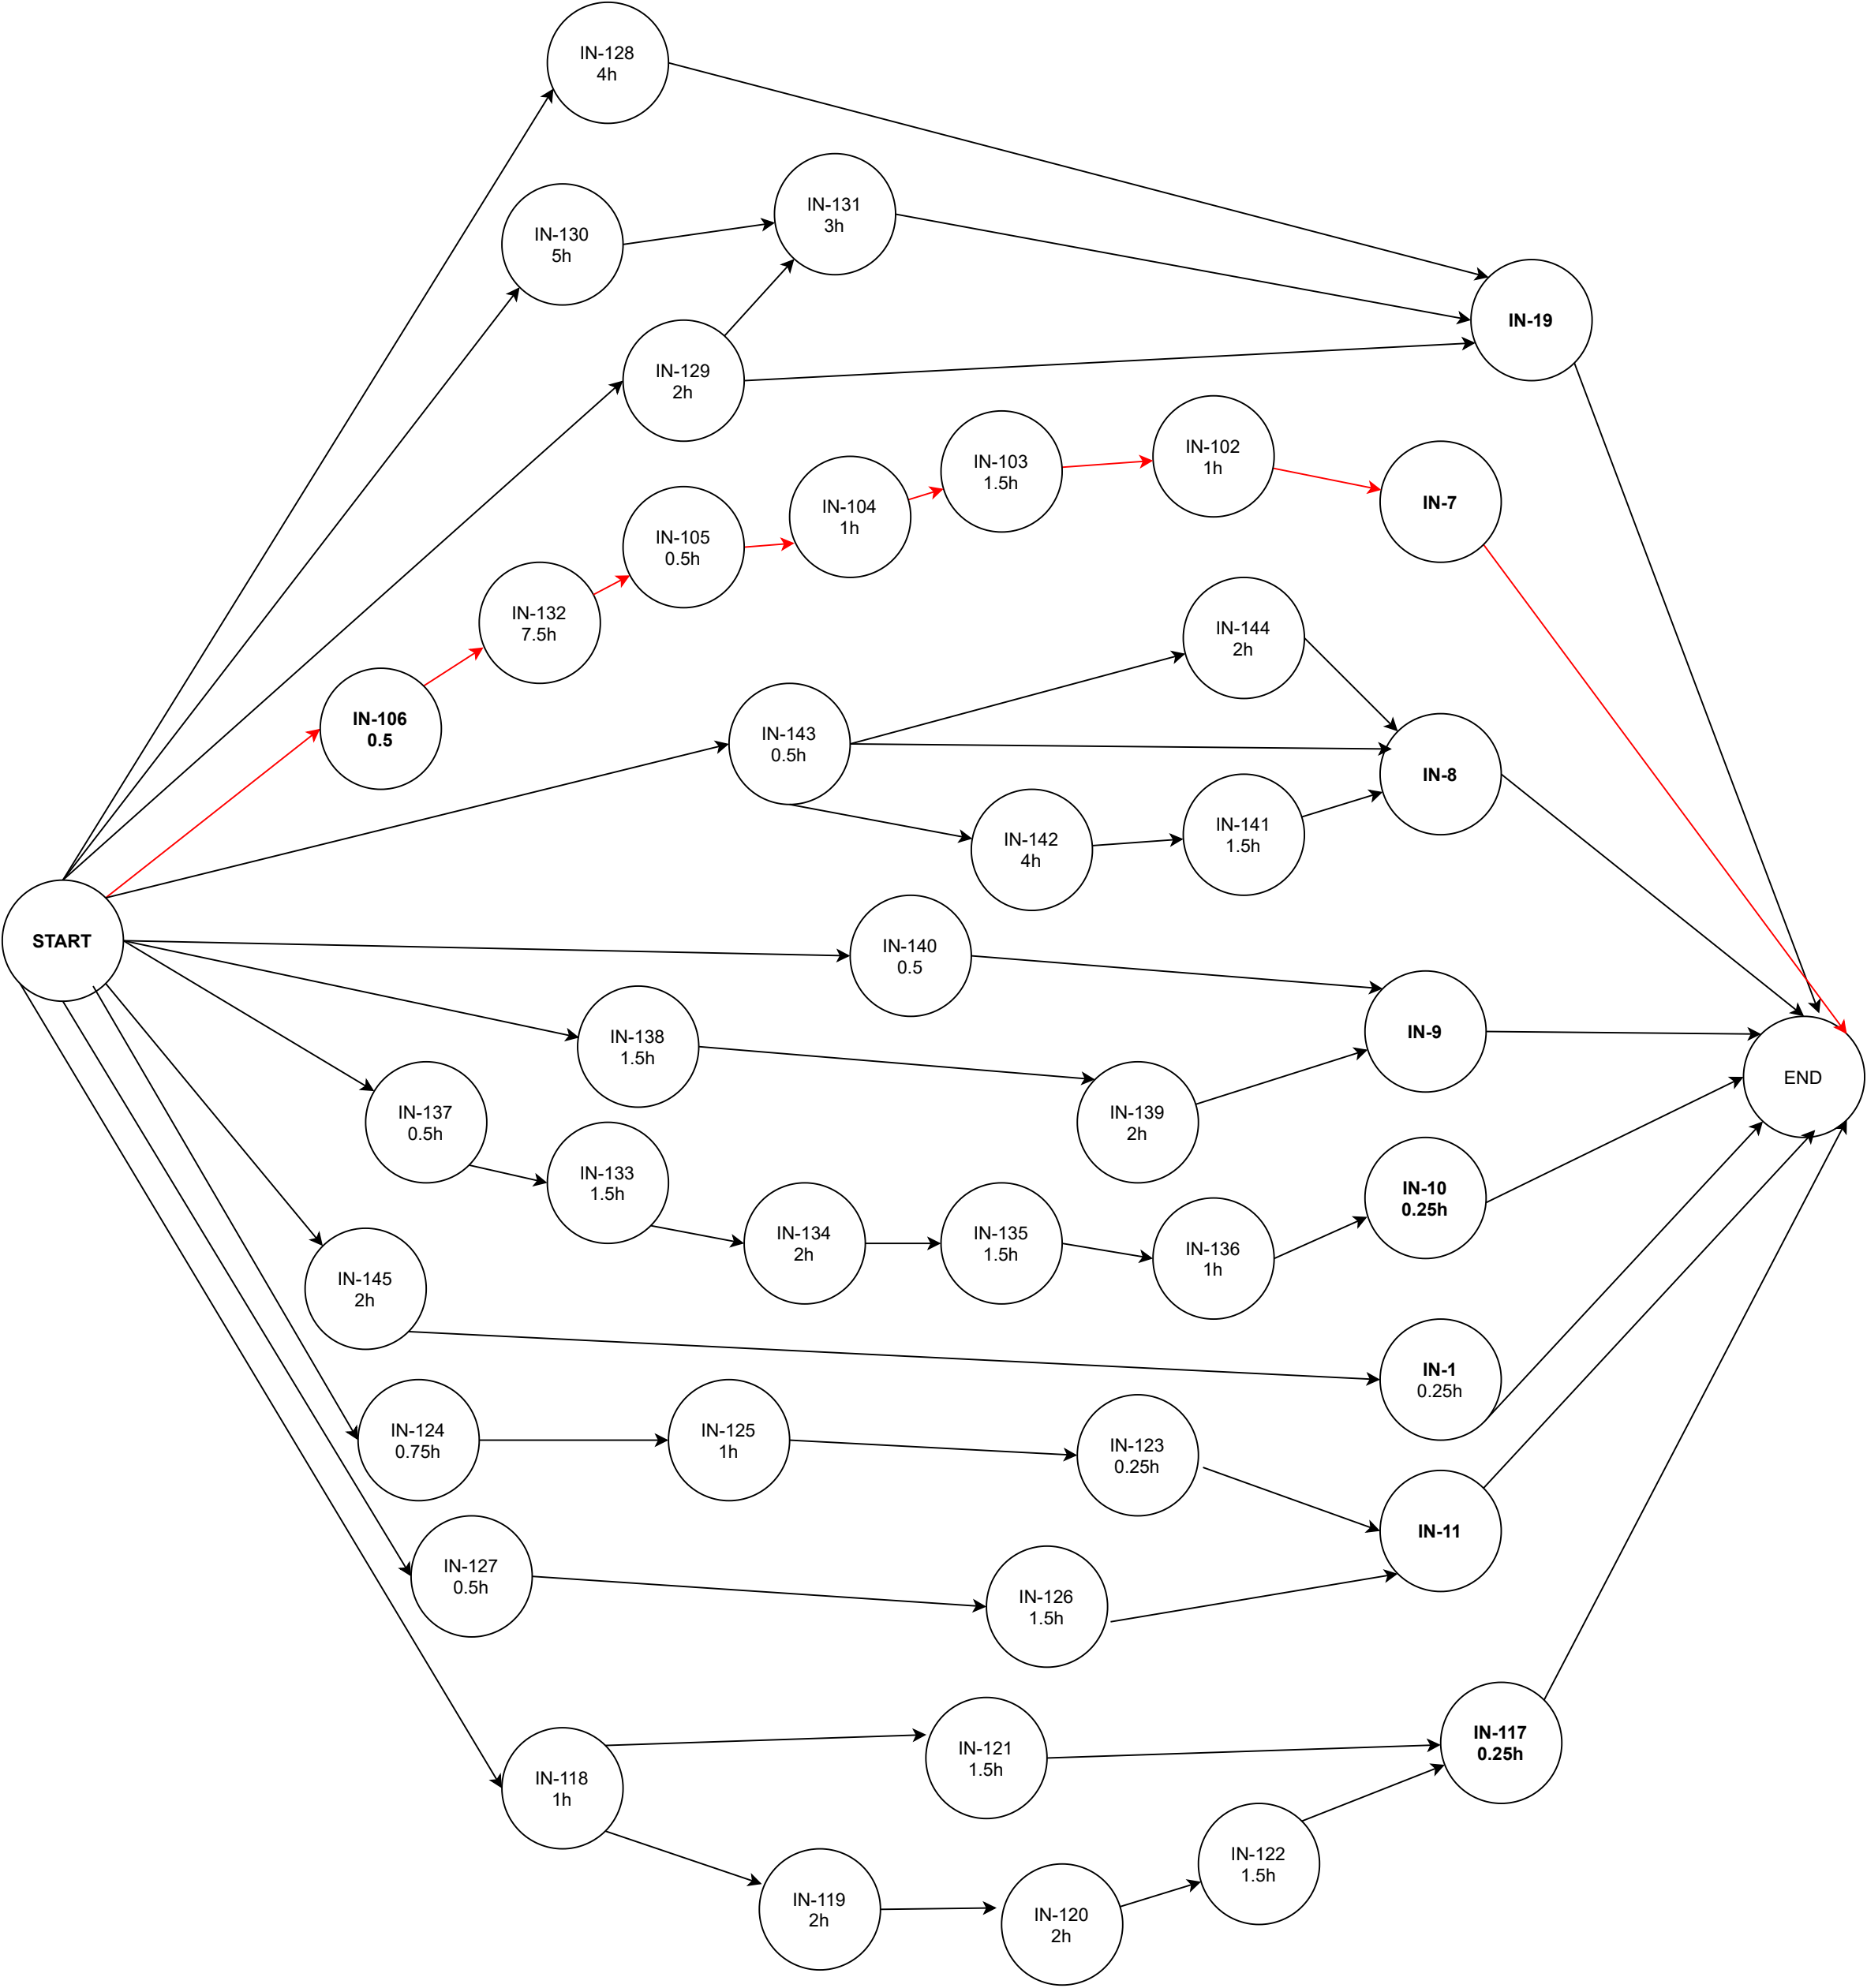 IN-128
4h
IN-131
3h
IN-130
5h
IN-19
IN-129
2h
IN-102
1h
IN-103
1.5h
IN-7
IN-104
1h
IN-105
0.5h
IN-132
7.5h
IN-144
2h
IN-106
0.5
IN-143
0.5h
IN-8
IN-141
1.5h
IN-142
4h
START
IN-140
0.5
IN-9
IN-138
1.5h
END
IN-137
0.5h
IN-139
2h
IN-133
1.5h
IN-10
0.25h
IN-134
2h
IN-135
1.5h
IN-136
1h
IN-145
2h
IN-1
0.25h
IN-124
0.75h
IN-125
1h
IN-123
0.25h
IN-11
IN-127
0.5h
IN-126
1.5h
IN-117
0.25h
IN-121
1.5h
IN-118
1h
IN-122
1.5h
IN-119
2h
IN-120
2h